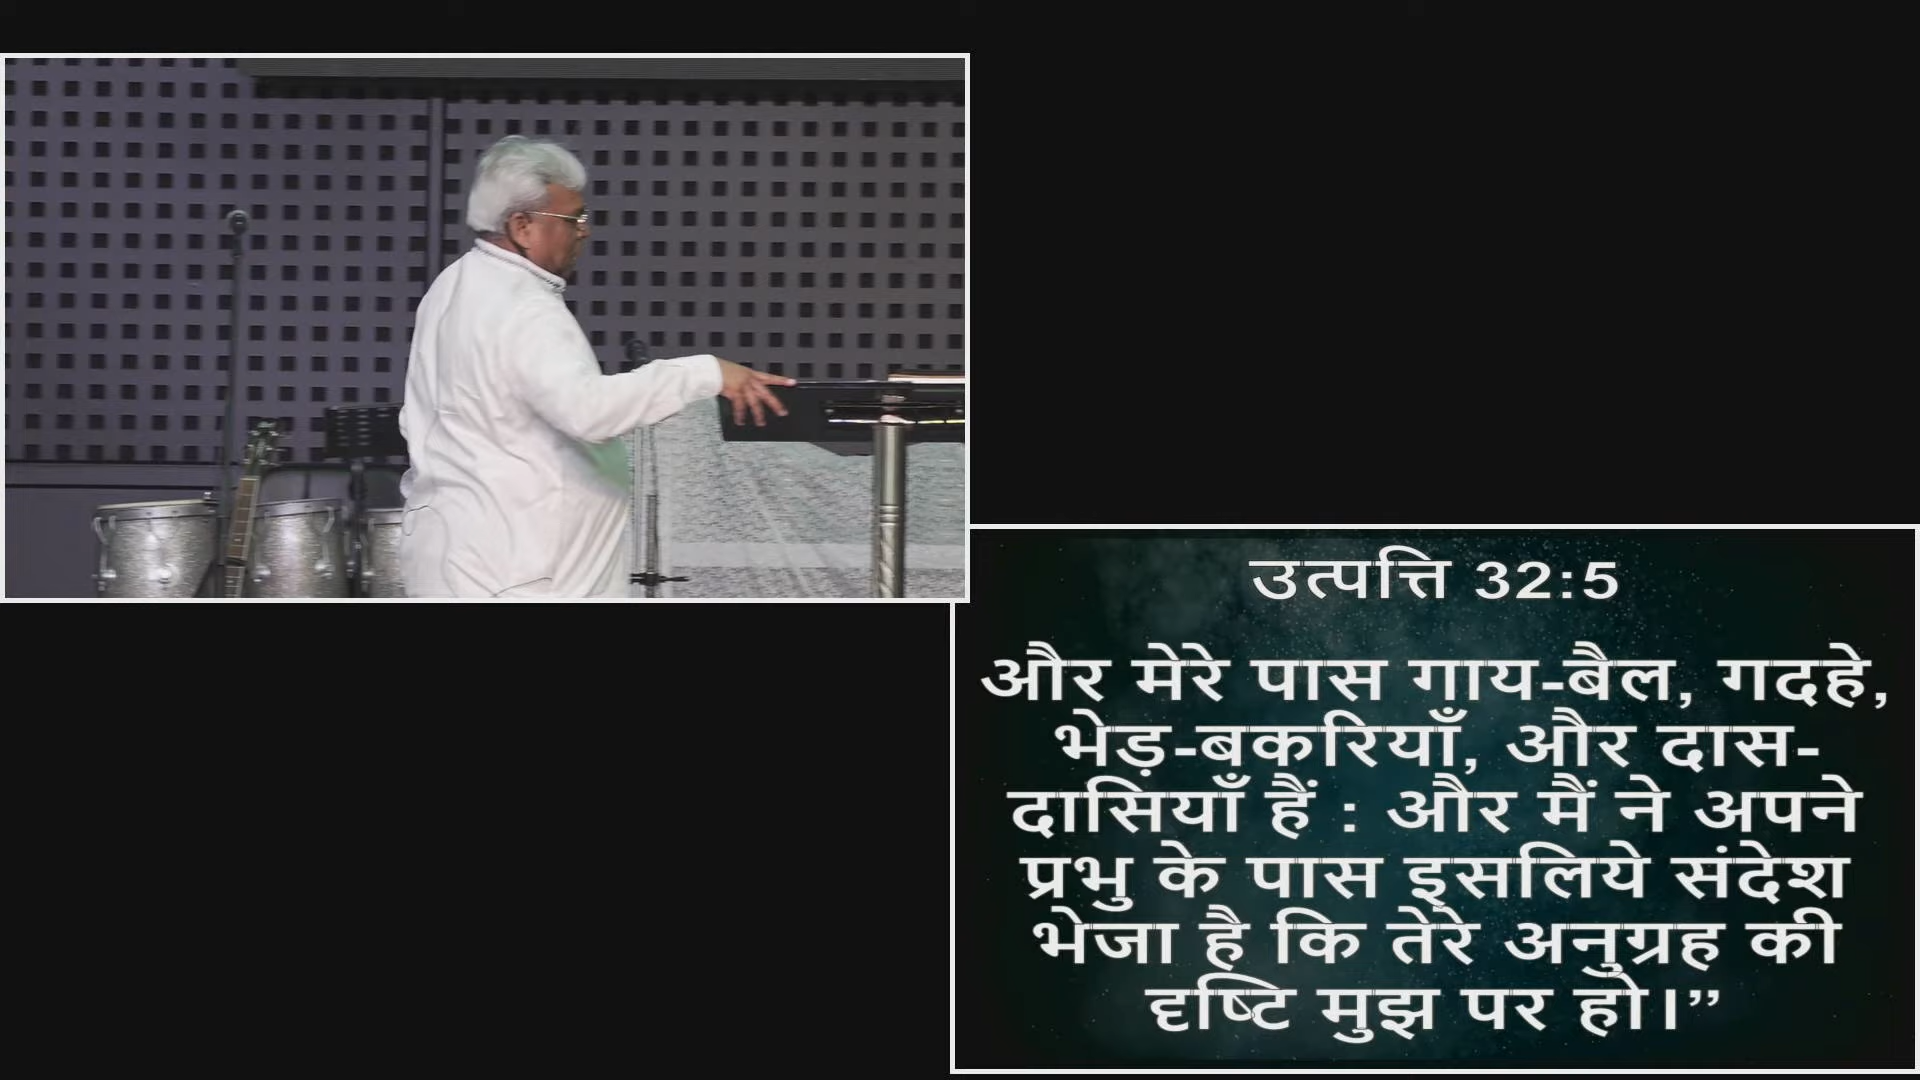 उत्पत्ति 32:5
और मेरे पास गाय-बैल, गदहे,
भेड़-बकरियाँ, और दास-
दासियाँ हैं : और मैं ने अपने
प्रभु के पास इसलिये संदेश
भेजा है कि तेरे अनुग्रह की
दृष्टि मुझ पर हो।”